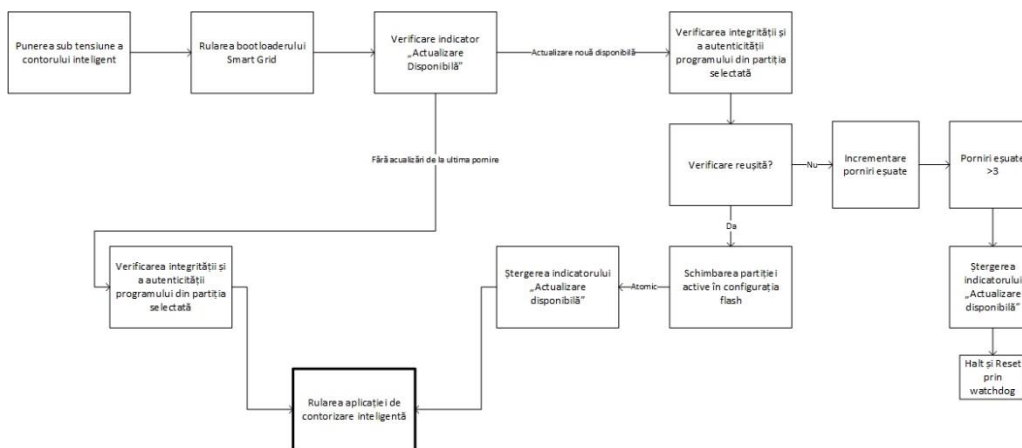 Punerea sub tensiune a
contorului inteligent
Rularea bootloaderului
Smart Grid
Verificare indicator
„Actualizare
Disponibilă”
Actualizare nouă disponibilă
Verificarea integrității și
a autenticității
programului din partiția
selectată
Fără acualizări de la ultima pornire
Verificare reușită?
Nu
Incrementare
porniri eșuate
Porniri eșuate
>3
Da
Verificarea integrității și
a autenticității
programului din partiția
selectată
Ștergerea indicatorului
„Actualizare
disponibilă”
Atomic
Schimbarea partiției
active în configurația
flash
Ștergerea
indicatorului
„Actualizare
disponibilă”
Halt și Reset
prin
watchdog
Rularea aplicației de
contorizare inteligentă